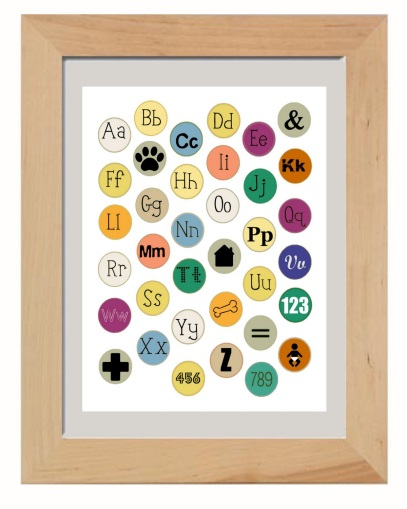 Aa Bb Cc Dd Ee &
Ff Gg Hh Ii Jj Kk
Ll Mm Nn Oo Pp Qq
Rr Ss Tt Uu Vv
Ww Xx Yy = 123
+ 456 Z 789